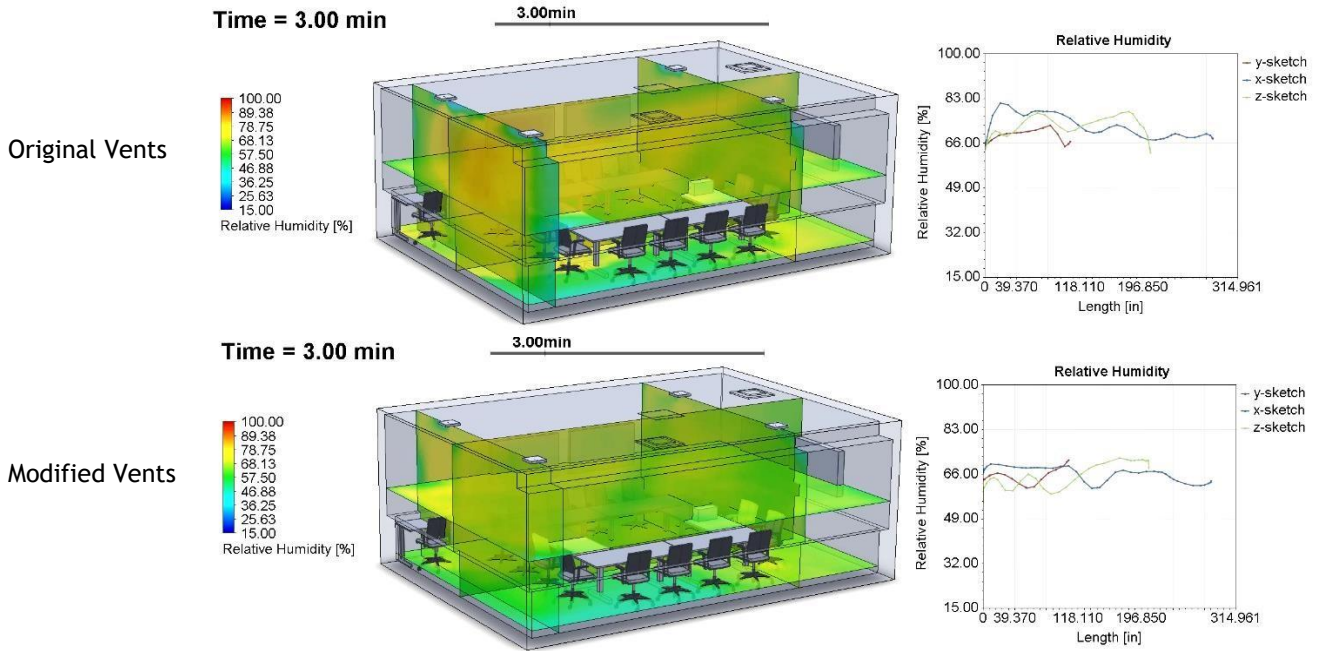 Original Vents
Time = 3.00 min
3.00min
100.00
89.38
78.75
68.13
57.50
46.88
36.25
25.63
15.00
Relative Humidity [%]
Relative Humidity
100.00
83.00
66.00
49.00
32.00
15.00
Relative Humidity [%]
0 39.370 118.110 196.850 314.961
Length [in]
y-sketch
x-sketch
z-sketch
Modified Vents
Time = 3.00 min
3.00min
100.00
89.38
78.75
68.13
57.50
46.88
36.25
25.63
15.00
Relative Humidity [%]
Relative Humidity
100.00
83.00
66.00
49.00
32.00
15.00
Relative Humidity [%]
0 39.370 118.110 196.850 314.961
Length [in]
y-sketch
x-sketch
z-sketch